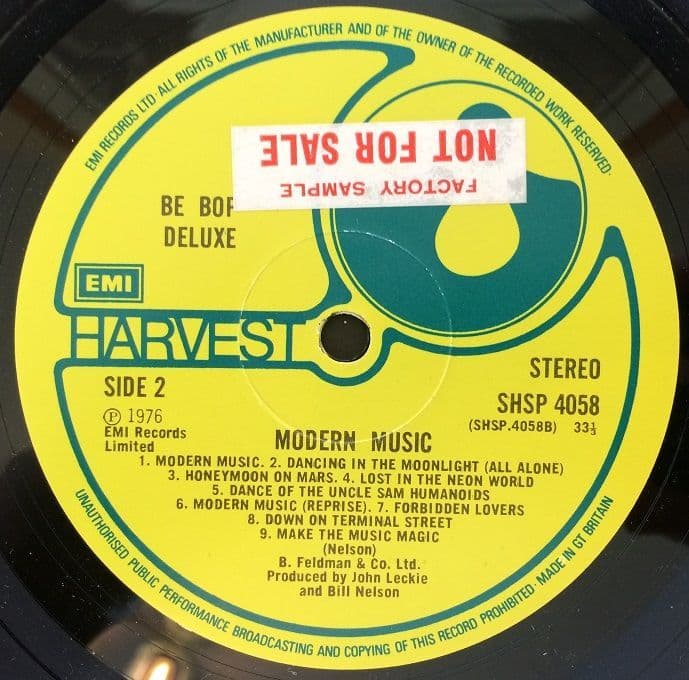 EMI RECORDS LTD·ALL RIGHTS OF THE MANUFACTURER AND OF THE OWNER OF THE RECORDED WORK RESERVED·
FACTORY SAMPLE
NOT FOR SALE
BE BOP
DELUXE
EMI
HARVEST
SIDE 2
Ⓟ 1976
EMI Records
Limited
STEREO
SHSP 4058
(SHSP.4058B) 33⅓
MODERN MUSIC
1. MODERN MUSIC. 2. DANCING IN THE MOONLIGHT (ALL ALONE)
3. HONEYMOON ON MARS. 4. LOST IN THE NEON WORLD
5. DANCE OF THE UNCLE SAM HUMANOIDS
6. MODERN MUSIC (REPRISE). 7. FORBIDDEN LOVERS
8. DOWN ON TERMINAL STREET
9. MAKE THE MUSIC MAGIC
(Nelson)
B. Feldman & Co. Ltd.
Produced by John Leckie
and Bill Nelson
UNAUTHORISED PUBLIC PERFORMANCE BROADCASTING AND COPYING OF THIS RECORD PROHIBITED·MADE IN GT BRITAIN